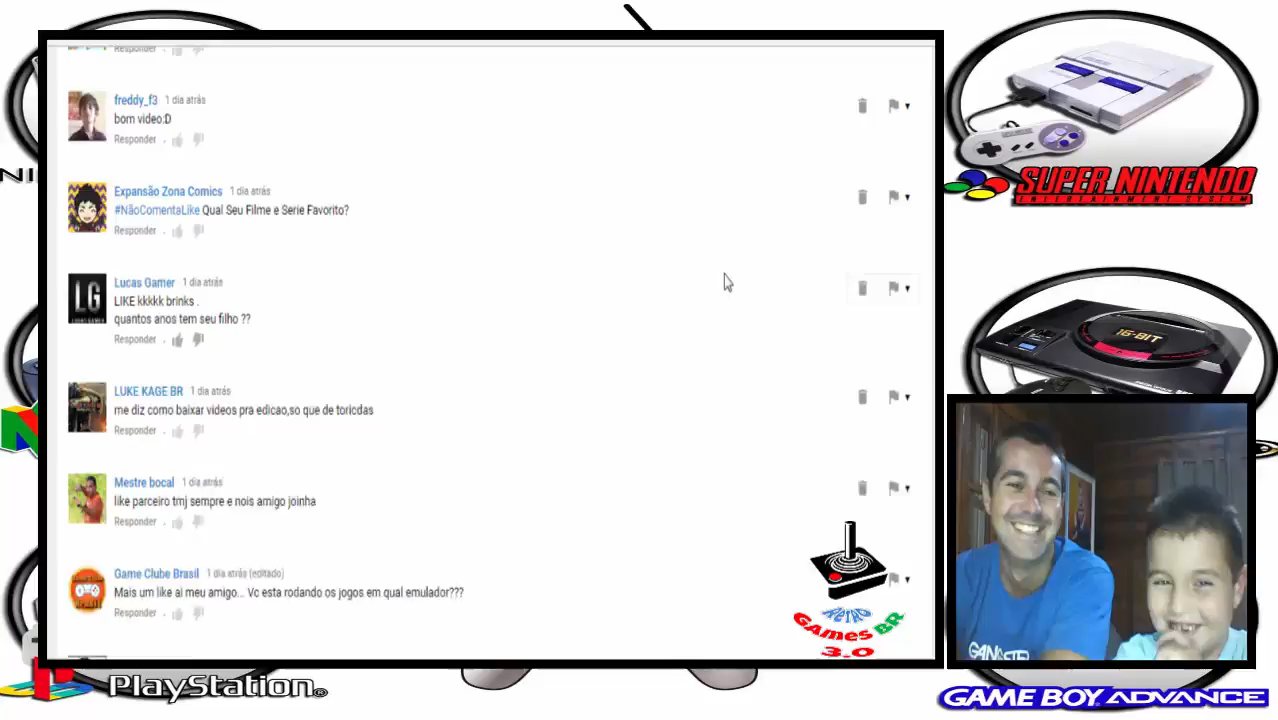 Responder
freddy_f3 1 dia atrás
bom video:D
Responder .
Expansão Zona Comics 1 dia atrás
#NãoComentaLike Qual Seu Filme e Serie Favorito?
Responder .
LG
Lucas Gamer 1 dia atrás
LIKE kkkkk brinks .
quantos anos tem seu filho ??
Responder .
LUKE KAGE BR 1 dia atrás
me diz como baixar videos pra edicao,so que de toricdas
Responder .
Mestre bocal 1 dia atrás
like parceiro tmj sempre e nois amigo joinha
Responder .
Game Clube Brasil 1 dia atrás (editado)
Mais um like ai meu amigo... Vc esta rodando os jogos em qual emulador???
Responder .
RETRO
GAMES BR
3.0
SUPER NINTENDO
ENTERTAINMENT SYSTEM
16-BIT
PlayStation®
GAME BOY ADVANCE